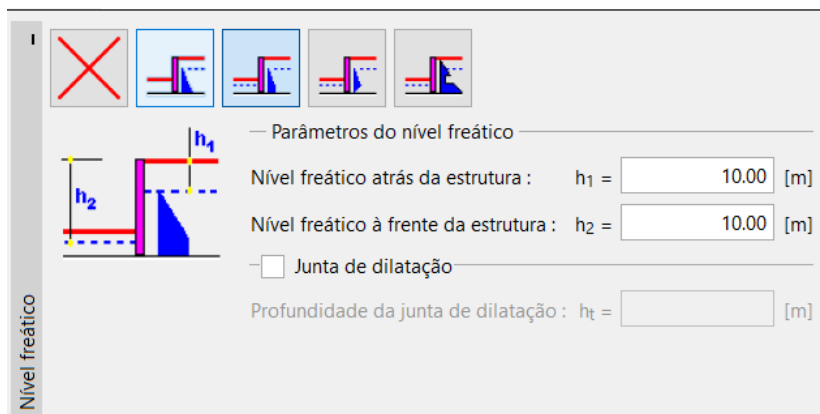 h1
h2
Parâmetros do nível freático
Nível freático atrás da estrutura : h1 = 10.00 [m]
Nível freático à frente da estrutura : h2 = 10.00 [m]
Junta de dilatação
Profundidade da junta de dilatação : ht = [m]
Nível freático